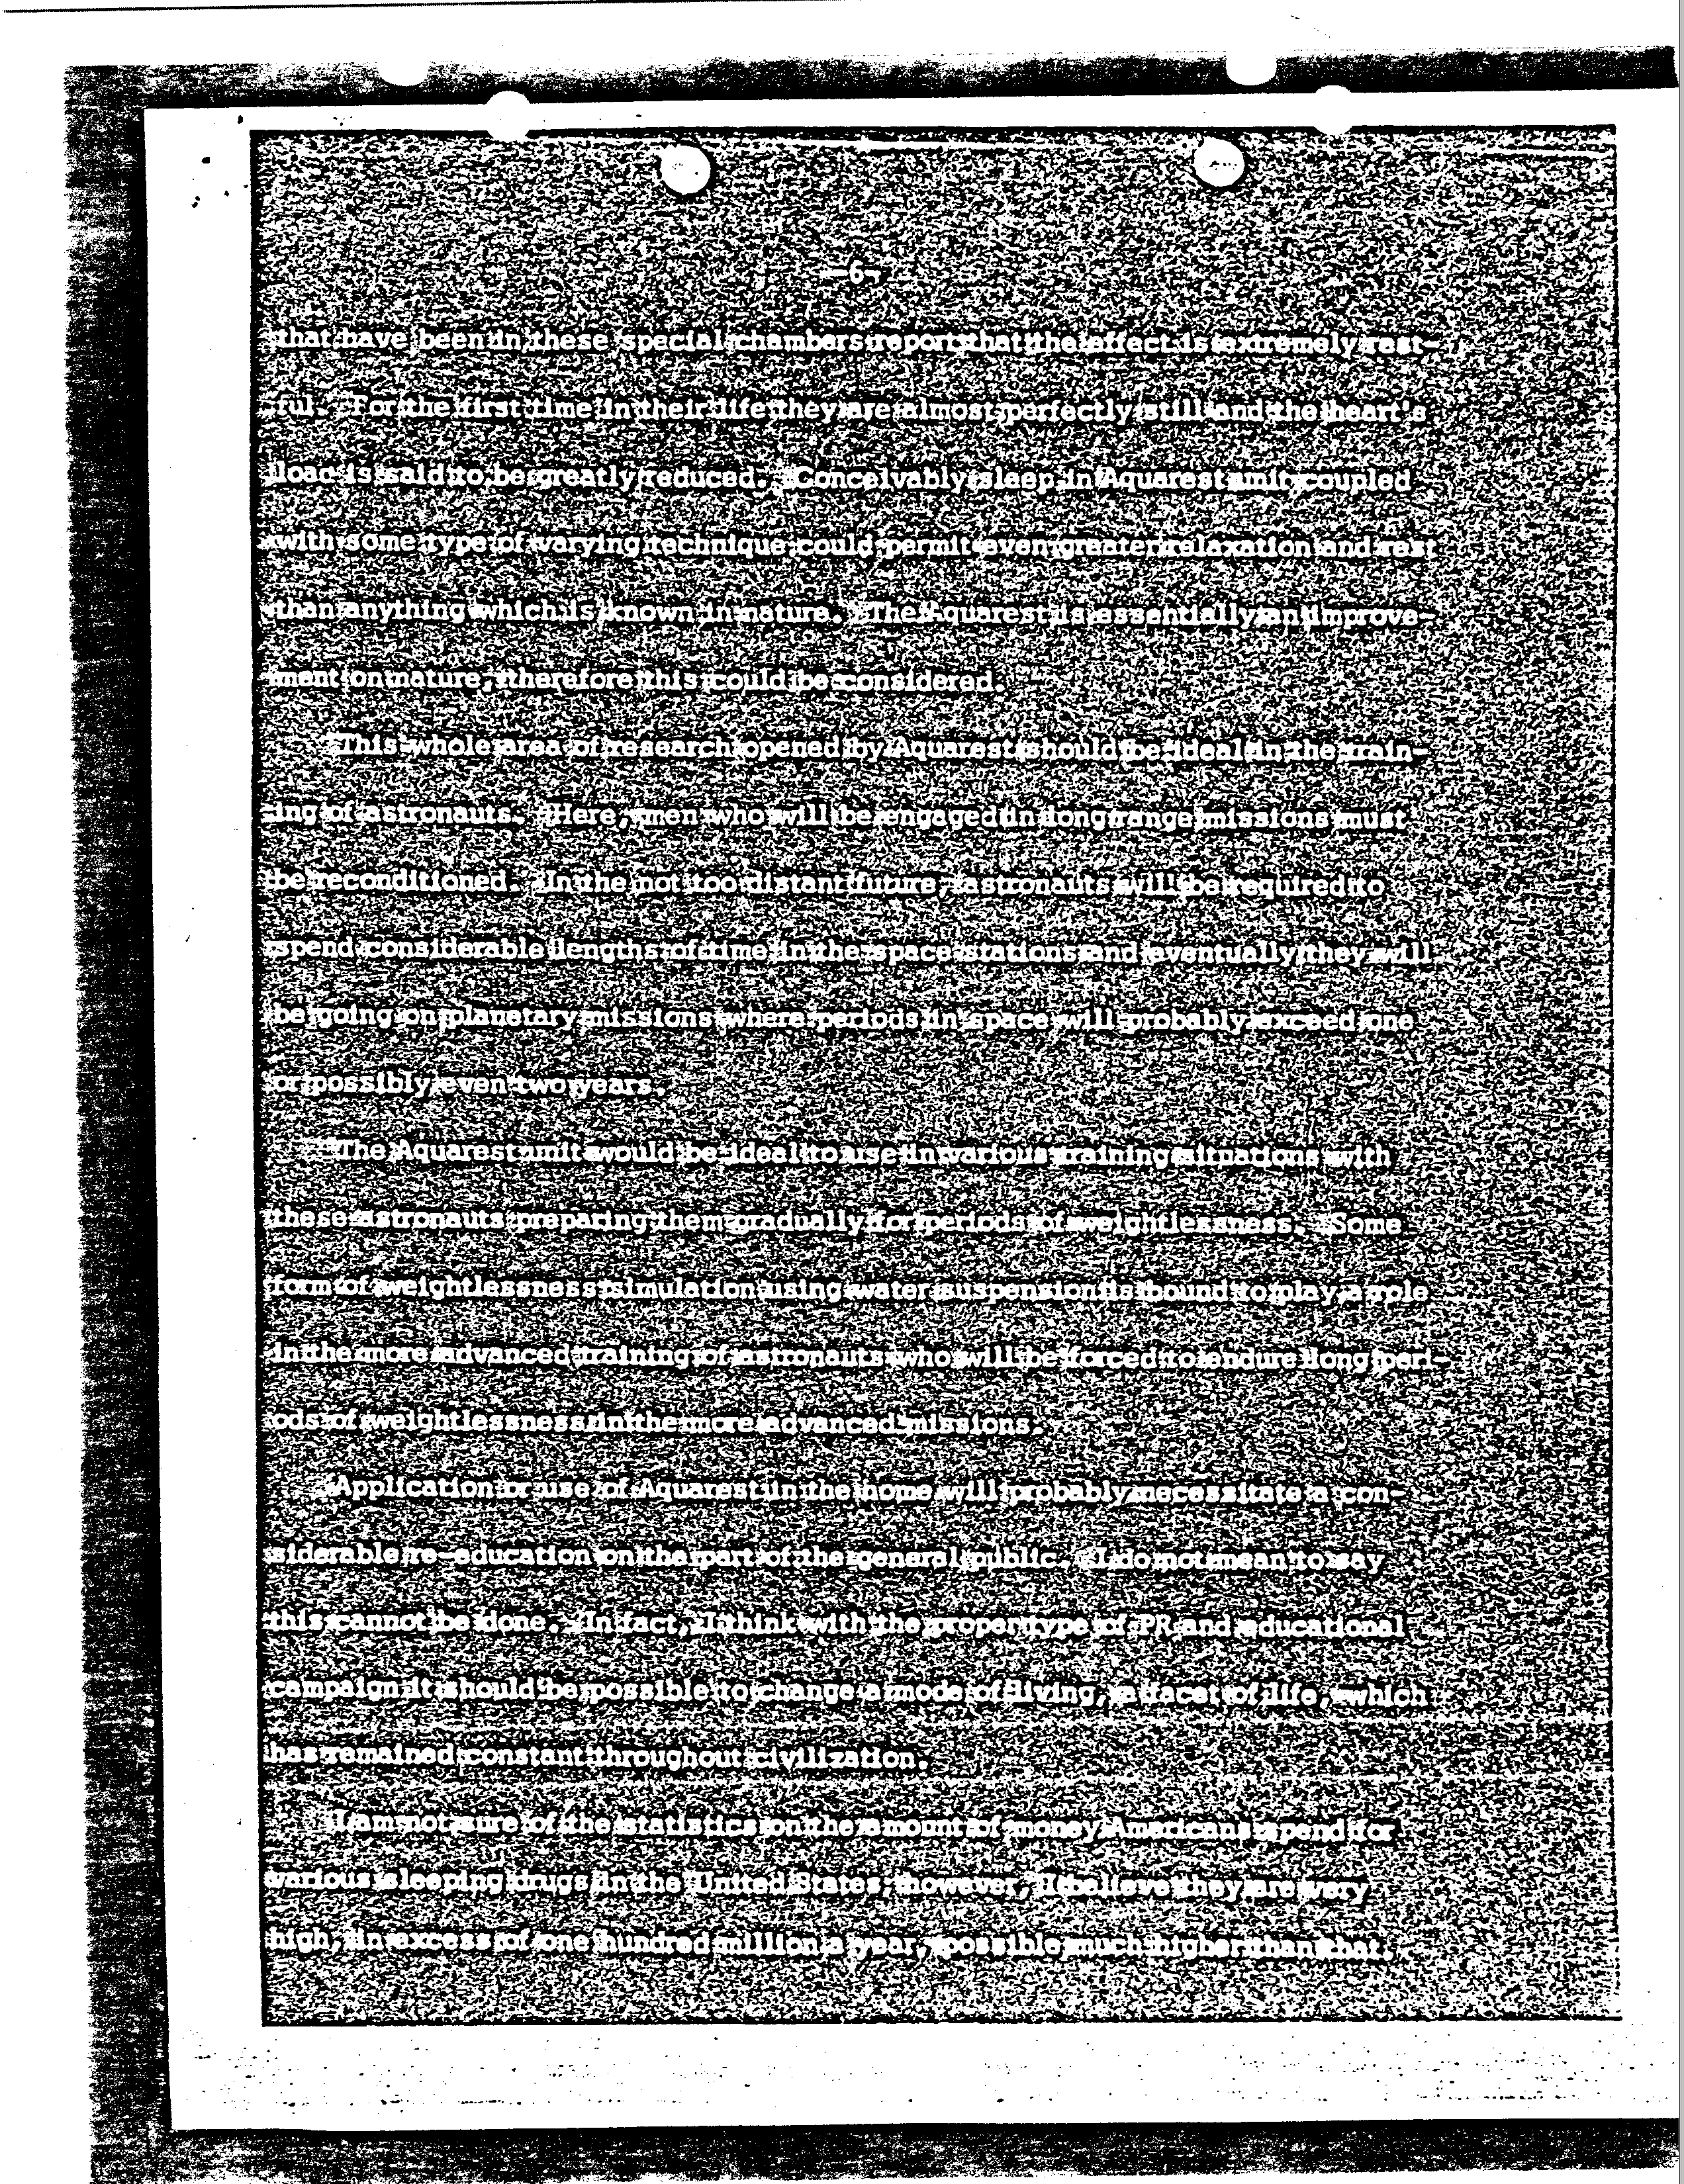 -6-
that have been in these special chambers report that the effect is extremely rest-
ful. For the first time in their life they are almost perfectly still and the heart's
load is said to be greatly reduced. Conceivably sleep in Aquarest unit coupled
with some type of varying technique could permit even greater relaxation and rest
than anything which is known in nature. The Aquarest is essentially an improve-
ment on nature, therefore this could be considered.
This whole area of research opened by Aquarest should be ideal in the train-
ing of astronauts. Here, men who will be engaged in long range missions must
be reconditioned. In the not too distant future, astronauts will be required to
spend considerable lengths of time in the space stations and eventually they will
be going on planetary missions where periods in space will probably exceed one
or possibly even two years.
The Aquarest unit would be ideal to use in various training situations with
these astronauts preparing them gradually for periods of weightlessness. Some
form of weightlessness simulation using water suspension is bound to play a role
in the more advanced training of astronauts who will be forced to endure long peri-
ods of weightlessness in the more advanced missions.
Application or use of Aquarest in the home will probably necessitate a con-
siderable re-education on the part of the general public. I do not mean to say
this cannot be done. In fact, I think with the proper type of PR and educational
campaign it should be possible to change a mode of living, a facet of life, which
has remained constant throughout civilization.
I am not sure of the statistics on the amount of money Americans spend for
various sleeping drugs in the United States; however, I believe they are very
high, in excess of one hundred million a year, possible much higher than that.